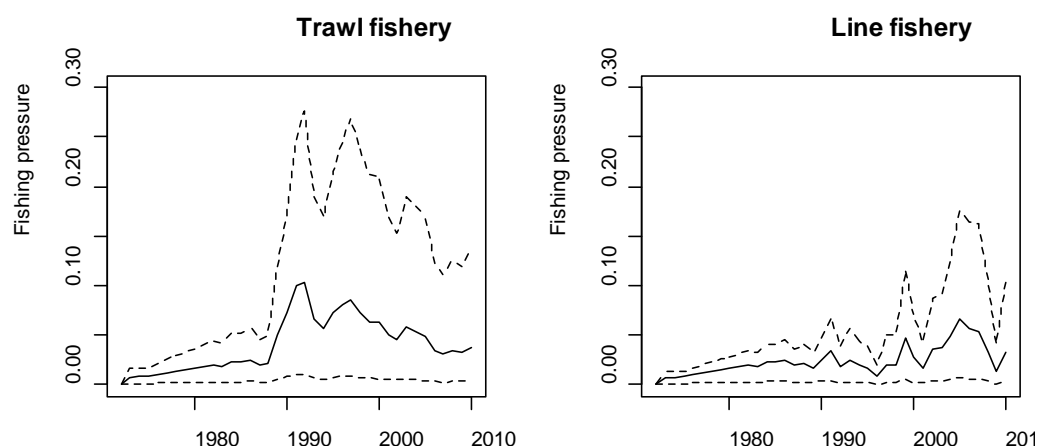 Trawl fishery
Line fishery
Fishing pressure
0.00 0.10 0.20 0.30
1980 1990 2000 2010
Fishing pressure
0.00 0.10 0.20 0.30
1980 1990 2000 201